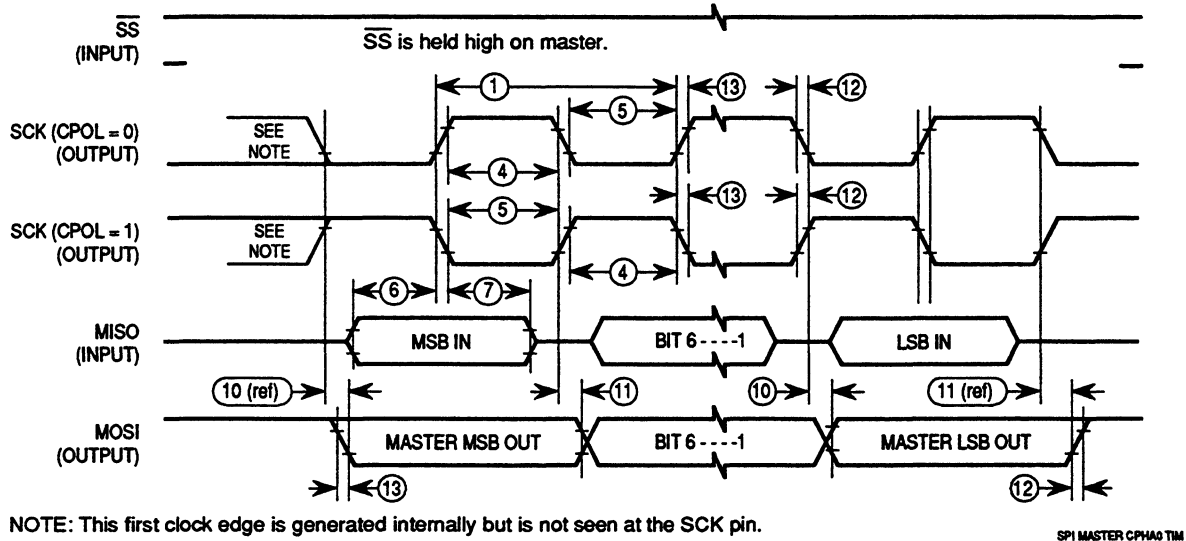 SS
(INPUT)
SS is held high on master.
1
13
12
5
SCK (CPOL = 0)
(OUTPUT)
SEE
NOTE
4
13
12
5
SCK (CPOL = 1)
(OUTPUT)
SEE
NOTE
4
6
7
MISO
(INPUT)
MSB IN
BIT 6 - - - - 1
LSB IN
10 (ref)
11
10
11 (ref)
MOSI
(OUTPUT)
MASTER MSB OUT
BIT 6 - - - - 1
MASTER LSB OUT
13
12
NOTE: This first clock edge is generated internally but is not seen at the SCK pin.
SPI MASTER CPHA0 TIM